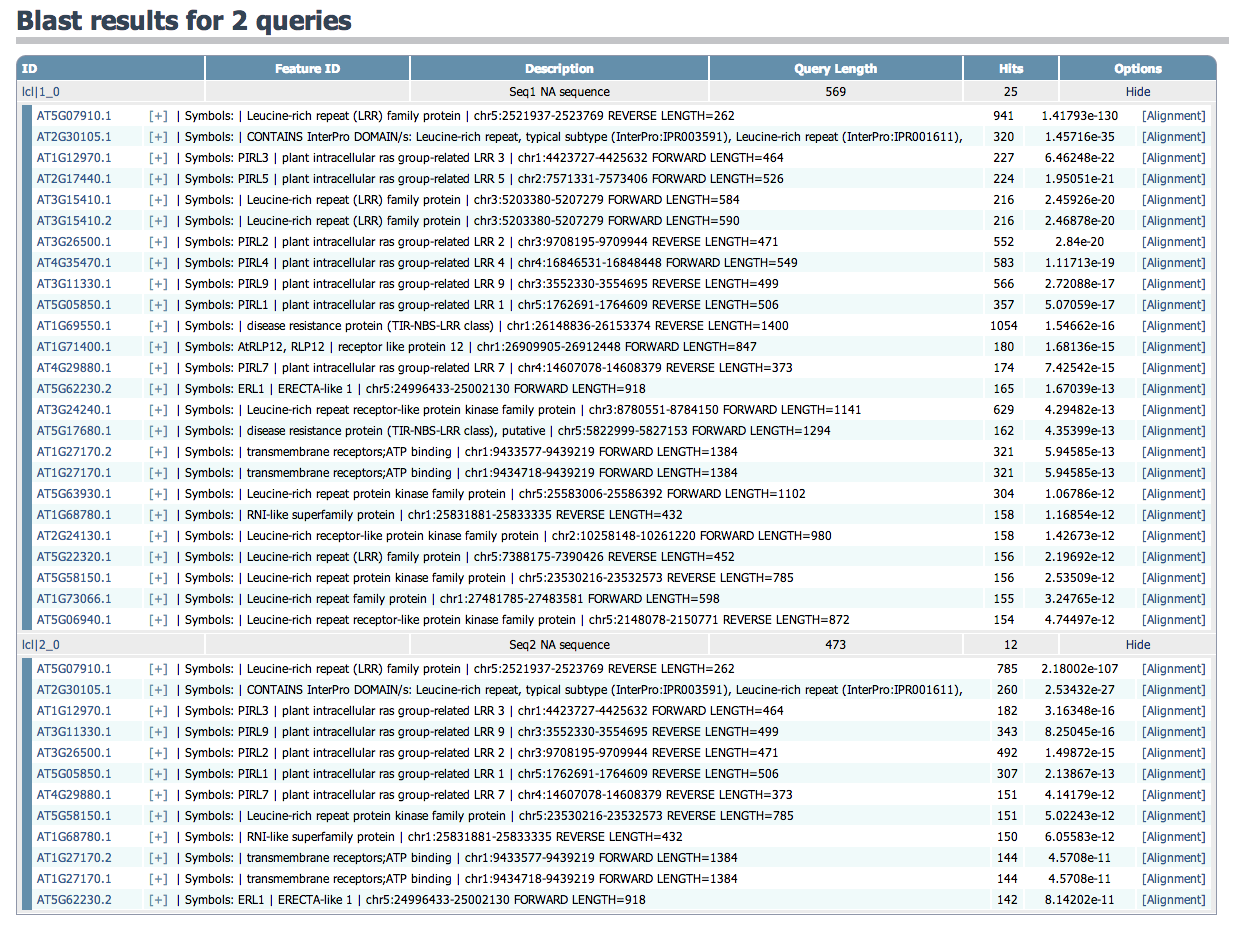 Blast results for 2 queries
ID Feature ID Description Query Length Hits Options
lcl|1_0 Seq1 NA sequence 569 25 Hide
AT5G07910.1 [+] | Symbols: | Leucine-rich repeat (LRR) family protein | chr5:2521937-2523769 REVERSE LENGTH=262 941 1.41793e-130 [Alignment]
AT2G30105.1 [+] | Symbols: | CONTAINS InterPro DOMAIN/s: Leucine-rich repeat, typical subtype (InterPro:IPR003591), Leucine-rich repeat (InterPro:IPR001611), 320 1.45716e-35 [Alignment]
AT1G12970.1 [+] | Symbols: PIRL3 | plant intracellular ras group-related LRR 3 | chr1:4423727-4425632 FORWARD LENGTH=464 227 6.46248e-22 [Alignment]
AT2G17440.1 [+] | Symbols: PIRL5 | plant intracellular ras group-related LRR 5 | chr2:7571331-7573406 FORWARD LENGTH=526 224 1.95051e-21 [Alignment]
AT3G15410.1 [+] | Symbols: | Leucine-rich repeat (LRR) family protein | chr3:5203380-5207279 FORWARD LENGTH=584 216 2.45926e-20 [Alignment]
AT3G15410.2 [+] | Symbols: | Leucine-rich repeat (LRR) family protein | chr3:5203380-5207279 FORWARD LENGTH=590 216 2.46878e-20 [Alignment]
AT3G26500.1 [+] | Symbols: PIRL2 | plant intracellular ras group-related LRR 2 | chr3:9708195-9709944 REVERSE LENGTH=471 552 2.84e-20 [Alignment]
AT4G35470.1 [+] | Symbols: PIRL4 | plant intracellular ras group-related LRR 4 | chr4:16846531-16848448 FORWARD LENGTH=549 583 1.11713e-19 [Alignment]
AT3G11330.1 [+] | Symbols: PIRL9 | plant intracellular ras group-related LRR 9 | chr3:3552330-3554695 REVERSE LENGTH=499 566 2.72088e-17 [Alignment]
AT5G05850.1 [+] | Symbols: PIRL1 | plant intracellular ras group-related LRR 1 | chr5:1762691-1764609 REVERSE LENGTH=506 357 5.07059e-17 [Alignment]
AT1G69550.1 [+] | Symbols: | disease resistance protein (TIR-NBS-LRR class) | chr1:26148836-26153374 REVERSE LENGTH=1400 1054 1.54662e-16 [Alignment]
AT1G71400.1 [+] | Symbols: AtRLP12, RLP12 | receptor like protein 12 | chr1:26909905-26912448 FORWARD LENGTH=847 180 1.68136e-15 [Alignment]
AT4G29880.1 [+] | Symbols: PIRL7 | plant intracellular ras group-related LRR 7 | chr4:14607078-14608379 REVERSE LENGTH=373 174 7.42542e-15 [Alignment]
AT5G62230.2 [+] | Symbols: ERL1 | ERECTA-like 1 | chr5:24996433-25002130 FORWARD LENGTH=918 165 1.67039e-13 [Alignment]
AT3G24240.1 [+] | Symbols: | Leucine-rich repeat receptor-like protein kinase family protein | chr3:8780551-8784150 FORWARD LENGTH=1141 629 4.29482e-13 [Alignment]
AT5G17680.1 [+] | Symbols: | disease resistance protein (TIR-NBS-LRR class), putative | chr5:5822999-5827153 FORWARD LENGTH=1294 162 4.35399e-13 [Alignment]
AT1G27170.2 [+] | Symbols: | transmembrane receptors;ATP binding | chr1:9433577-9439219 FORWARD LENGTH=1384 321 5.94583e-13 [Alignment]
AT1G27170.1 [+] | Symbols: | transmembrane receptors;ATP binding | chr1:9434718-9439219 FORWARD LENGTH=1384 321 5.94585e-13 [Alignment]
AT5G63930.1 [+] | Symbols: | Leucine-rich repeat protein kinase family protein | chr5:25583006-25586392 FORWARD LENGTH=1102 304 1.06786e-12 [Alignment]
AT1G68780.1 [+] | Symbols: | RNI-like superfamily protein | chr1:25831881-25833335 REVERSE LENGTH=432 158 1.16854e-12 [Alignment]
AT2G24130.1 [+] | Symbols: | Leucine-rich receptor-like protein kinase family protein | chr2:10258148-10261220 FORWARD LENGTH=980 158 1.42673e-12 [Alignment]
AT5G22320.1 [+] | Symbols: | Leucine-rich repeat (LRR) family protein | chr5:7388175-7390426 REVERSE LENGTH=452 156 2.19692e-12 [Alignment]
AT5G58150.1 [+] | Symbols: | Leucine-rich repeat protein kinase family protein | chr5:23530216-23532573 REVERSE LENGTH=785 156 2.53509e-12 [Alignment]
AT1G73066.1 [+] | Symbols: | Leucine-rich repeat family protein | chr1:27481785-27483581 FORWARD LENGTH=598 155 3.24765e-12 [Alignment]
AT5G06940.1 [+] | Symbols: | Leucine-rich repeat receptor-like protein kinase family protein | chr5:2148078-2150771 REVERSE LENGTH=872 154 4.74497e-12 [Alignment]
lcl|2_0 Seq2 NA sequence 473 12 Hide
AT5G07910.1 [+] | Symbols: | Leucine-rich repeat (LRR) family protein | chr5:2521937-2523769 REVERSE LENGTH=262 785 2.18002e-107 [Alignment]
AT2G30105.1 [+] | Symbols: | CONTAINS InterPro DOMAIN/s: Leucine-rich repeat, typical subtype (InterPro:IPR003591), Leucine-rich repeat (InterPro:IPR001611), 260 2.53432e-27 [Alignment]
AT1G12970.1 [+] | Symbols: PIRL3 | plant intracellular ras group-related LRR 3 | chr1:4423727-4425632 FORWARD LENGTH=464 182 3.16348e-16 [Alignment]
AT3G11330.1 [+] | Symbols: PIRL9 | plant intracellular ras group-related LRR 9 | chr3:3552330-3554695 REVERSE LENGTH=499 343 8.25045e-16 [Alignment]
AT3G26500.1 [+] | Symbols: PIRL2 | plant intracellular ras group-related LRR 2 | chr3:9708195-9709944 REVERSE LENGTH=471 492 1.49872e-15 [Alignment]
AT5G05850.1 [+] | Symbols: PIRL1 | plant intracellular ras group-related LRR 1 | chr5:1762691-1764609 REVERSE LENGTH=506 307 2.13867e-13 [Alignment]
AT4G29880.1 [+] | Symbols: PIRL7 | plant intracellular ras group-related LRR 7 | chr4:14607078-14608379 REVERSE LENGTH=373 151 4.14179e-12 [Alignment]
AT5G58150.1 [+] | Symbols: | Leucine-rich repeat protein kinase family protein | chr5:23530216-23532573 REVERSE LENGTH=785 151 5.02243e-12 [Alignment]
AT1G68780.1 [+] | Symbols: | RNI-like superfamily protein | chr1:25831881-25833335 REVERSE LENGTH=432 150 6.05583e-12 [Alignment]
AT1G27170.2 [+] | Symbols: | transmembrane receptors;ATP binding | chr1:9433577-9439219 FORWARD LENGTH=1384 144 4.5708e-11 [Alignment]
AT1G27170.1 [+] | Symbols: | transmembrane receptors;ATP binding | chr1:9434718-9439219 FORWARD LENGTH=1384 144 4.5708e-11 [Alignment]
AT5G62230.2 [+] | Symbols: ERL1 | ERECTA-like 1 | chr5:24996433-25002130 FORWARD LENGTH=918 142 8.14202e-11 [Alignment]